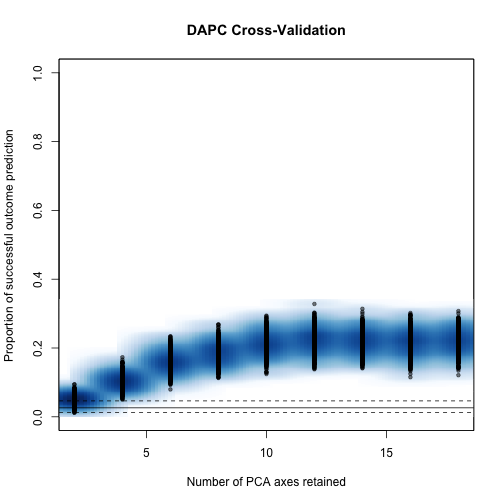 DAPC Cross-Validation
Proportion of successful outcome prediction
1.0
0.8
0.6
0.4
0.2
0.0
5 10 15
Number of PCA axes retained